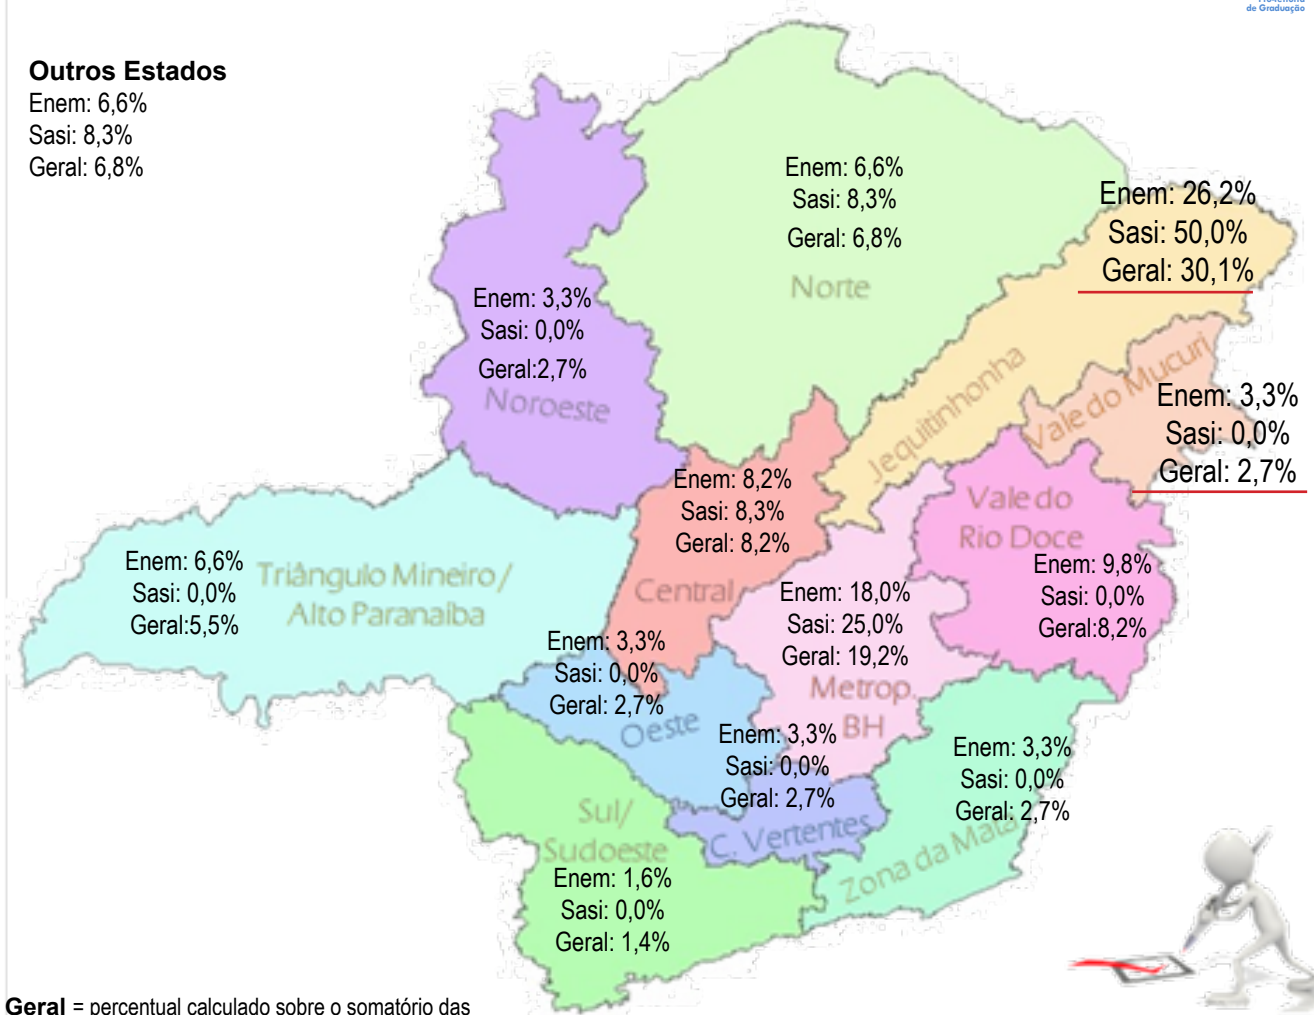 de Graduação
Outros Estados
Enem: 6,6%
Sasi: 8,3%
Geral: 6,8%
Enem: 6,6%
Sasi: 8,3%
Geral: 6,8%
Norte
Enem: 26,2%
Sasi: 50,0%
Geral: 30,1%
Jequitinhonha
Enem: 3,3%
Sasi: 0,0%
Geral:2,7%
Noroeste
Vale do Mucuri
Enem: 3,3%
Sasi: 0,0%
Geral: 2,7%
Enem: 8,2%
Sasi: 8,3%
Geral: 8,2%
Central
Vale do
Rio Doce
Enem: 9,8%
Sasi: 0,0%
Geral:8,2%
Enem: 6,6%
Sasi: 0,0%
Geral:5,5%
Triângulo Mineiro/
Alto Paranaíba
Enem: 18,0%
Sasi: 25,0%
Geral: 19,2%
Metrop.
BH
Enem: 3,3%
Sasi: 0,0%
Geral: 2,7%
Oeste
Enem: 3,3%
Sasi: 0,0%
Geral: 2,7%
C. Vertentes
Enem: 3,3%
Sasi: 0,0%
Geral: 2,7%
Zona da Mata
Sul/
Sudoeste
Enem: 1,6%
Sasi: 0,0%
Geral: 1,4%
Geral = percentual calculado sobre o somatório das